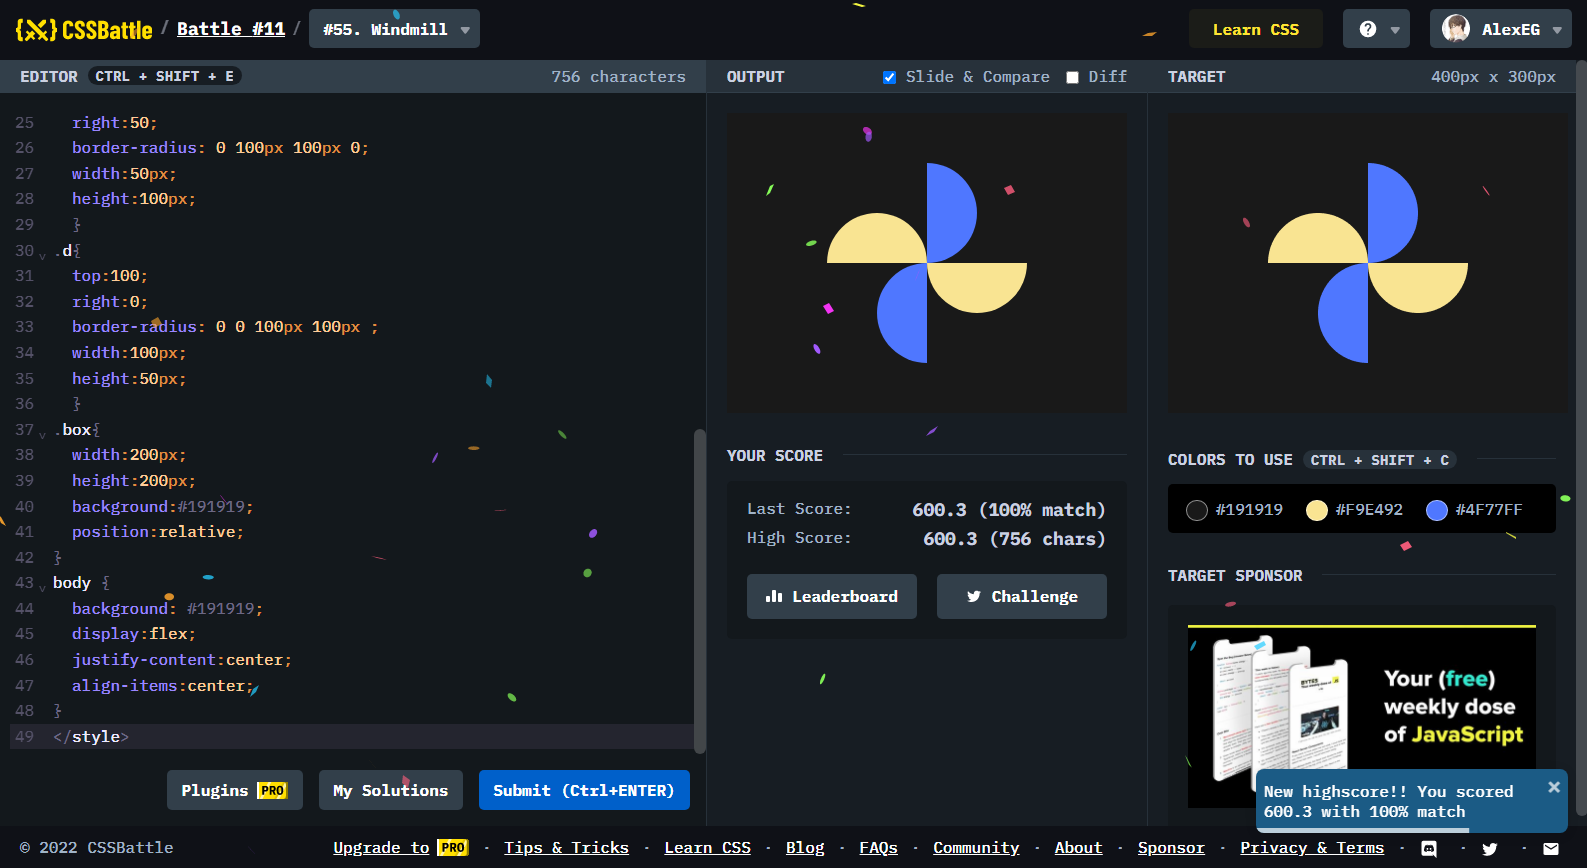 CSSBattle / Battle #11 / #55. Windmill
Learn CSS
?
AlexEG
EDITOR CTRL + SHIFT + E 756 characters
25 right:50;
26 border-radius: 0 100px 100px 0;
27 width:50px;
28 height:100px;
29 }
30 .d{
31 top:100;
32 right:0;
33 border-radius: 0 0 100px 100px ;
34 width:100px;
35 height:50px;
36 }
37 .box{
38 width:200px;
39 height:200px;
40 background:#191919;
41 position:relative;
42 }
43 body {
44 background: #191919;
45 display:flex;
46 justify-content:center;
47 align-items:center;
48 }
49 </style>
Plugins PRO
My Solutions
Submit (Ctrl+ENTER)
OUTPUT Slide & Compare Diff
YOUR SCORE
Last Score: 600.3 (100% match)
High Score: 600.3 (756 chars)
Leaderboard
Challenge
TARGET 400px x 300px
COLORS TO USE CTRL + SHIFT + C
#191919 #F9E492 #4F77FF
TARGET SPONSOR
Your (free)
weekly dose
of JavaScript
New highscore!! You scored
600.3 with 100% match
© 2022 CSSBattle
Upgrade to PRO · Tips & Tricks · Learn CSS · Blog · FAQs · Community · About · Sponsor · Privacy & Terms